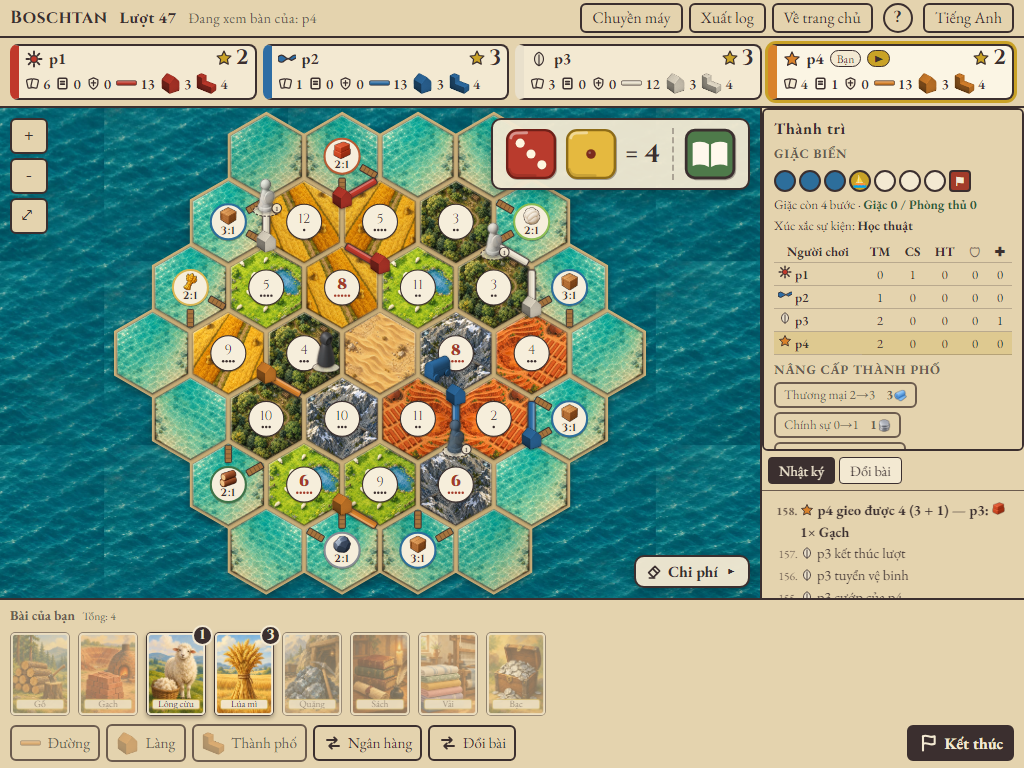 BOSCHTAN Lượt 47 Đang xem bàn của: p4
Chuyền máy Xuất log Về trang chủ ? Tiếng Anh
p1 2
6 0 0 13 3 4
p2 3
1 0 0 13 3 4
p3 3
3 0 0 12 3 4
p4 Bạn 2
4 1 0 13 3 4
+
-
= 4
2:1
3:1 12 5 3 2:1
2:1 5 8 11 3 3:1
9 4 8 4
10 10 11 2 3:1
2:1 6 9 6
2:1 3:1
Chi phí
Thành trì
GIẶC BIỂN
Giặc còn 4 bước · Giặc 0 / Phòng thủ 0
Xúc xắc sự kiện: Học thuật
Người chơi TM CS HT
p1 0 1 0 0 0
p2 1 0 0 0 0
p3 2 0 0 0 1
p4 2 0 0 0 0
NÂNG CẤP THÀNH PHỐ
Thương mại 2→3 3
Chính sự 0→1 1
Nhật ký Đổi bài
158. p4 gieo được 4 (3 + 1) — p3:
1× Gạch
157. p3 kết thúc lượt
156. p3 tuyển vệ binh
155. p3 cướp của p4
Bài của bạn Tổng: 4
1 3
Gỗ Gạch Lông cừu Lúa mì Quặng Sách Vải Bạc
Đường Làng Thành phố Ngân hàng Đổi bài
Kết thúc